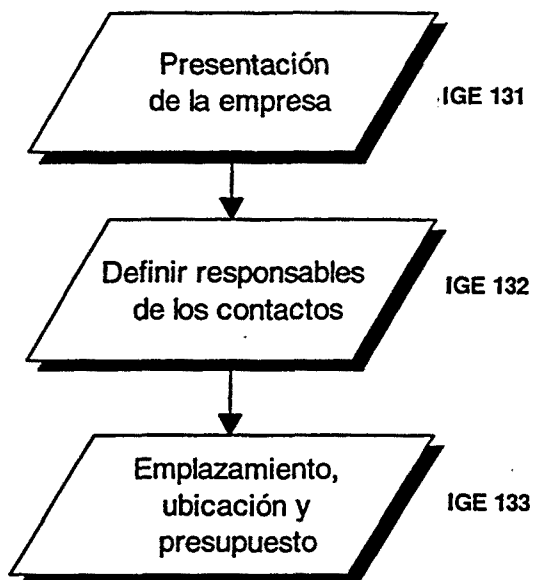 Presentación
de la empresa
IGE 131
Definir responsables
de los contactos
IGE 132
Emplazamiento,
ubicación y
presupuesto
IGE 133